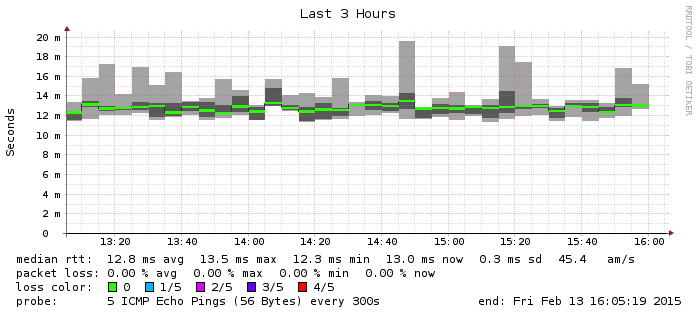 Last 3 Hours
RRDTOOL / TOBI OETIKER
Seconds
20 m
18 m
16 m
14 m
12 m
10 m
8 m
6 m
4 m
2 m
0
13:20 13:40 14:00 14:20 14:40 15:00 15:20 15:40 16:00
median rtt: 12.8 ms avg 13.5 ms max 12.3 ms min 13.0 ms now 0.3 ms sd 45.4 am/s
packet loss: 0.00 % avg 0.00 % max 0.00 % min 0.00 % now
loss color: 0 1/5 2/5 3/5 4/5
probe: 5 ICMP Echo Pings (56 Bytes) every 300s end: Fri Feb 13 16:05:19 2015